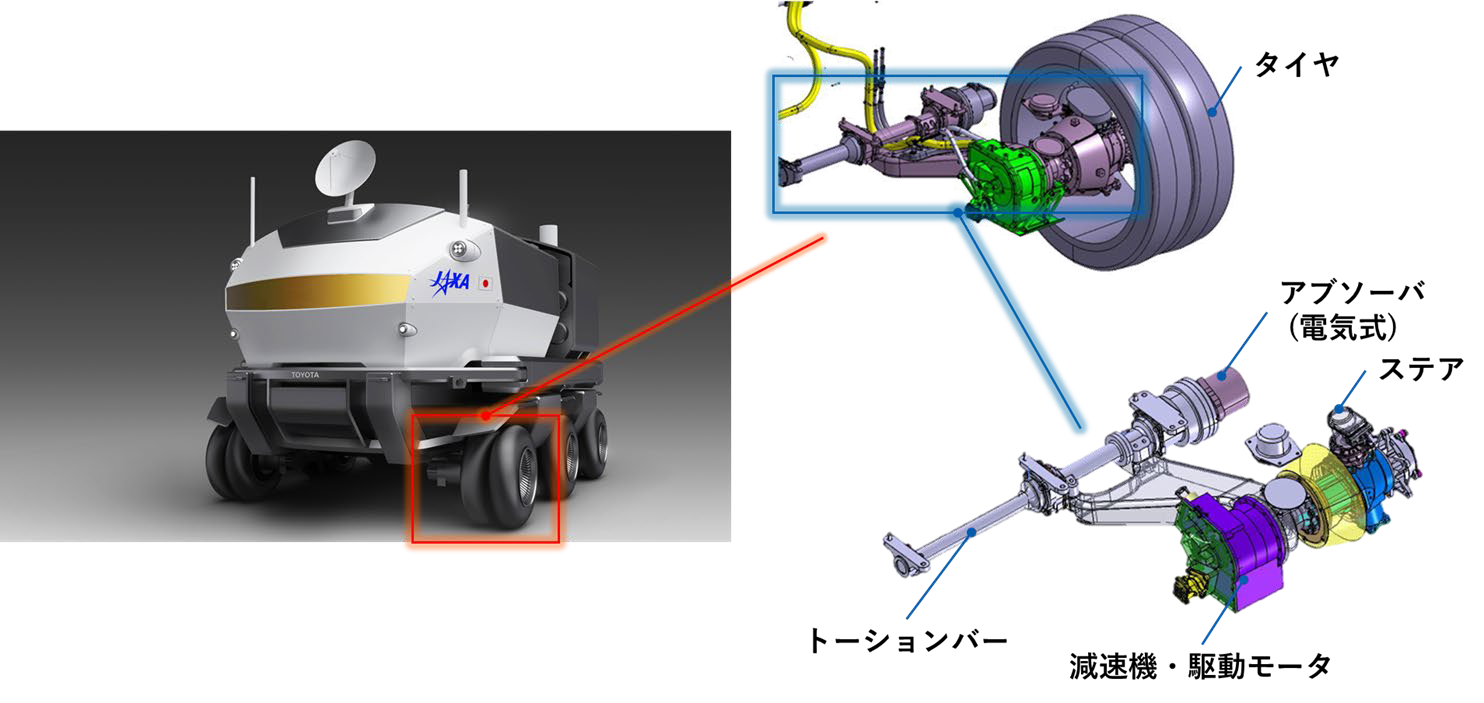 タイヤ
JAXA
TOYOTA
アブソーバ
（電気式）
ステア
トーションバー
減速機・駆動モータ